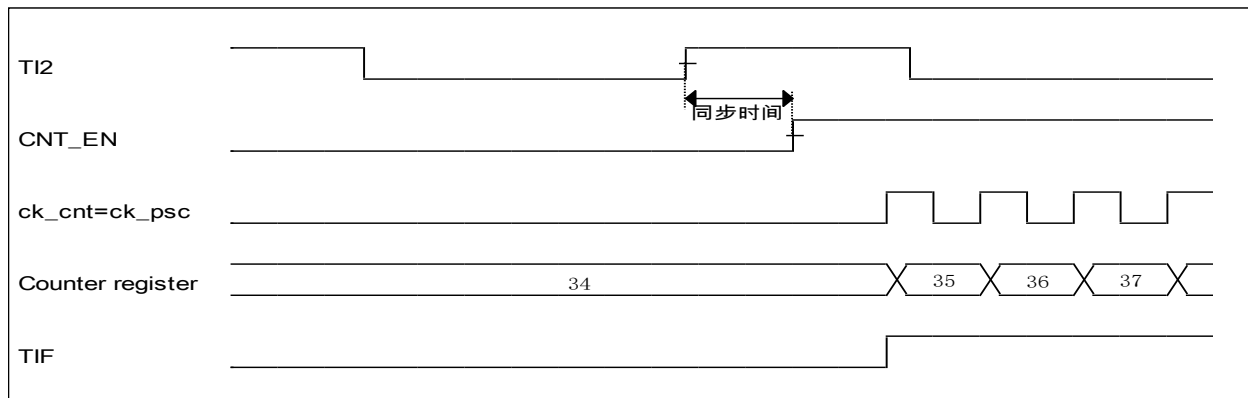 TI2
同步时间
CNT_EN
ck_cnt=ck_psc
Counter register 34 35 36 37
TIF